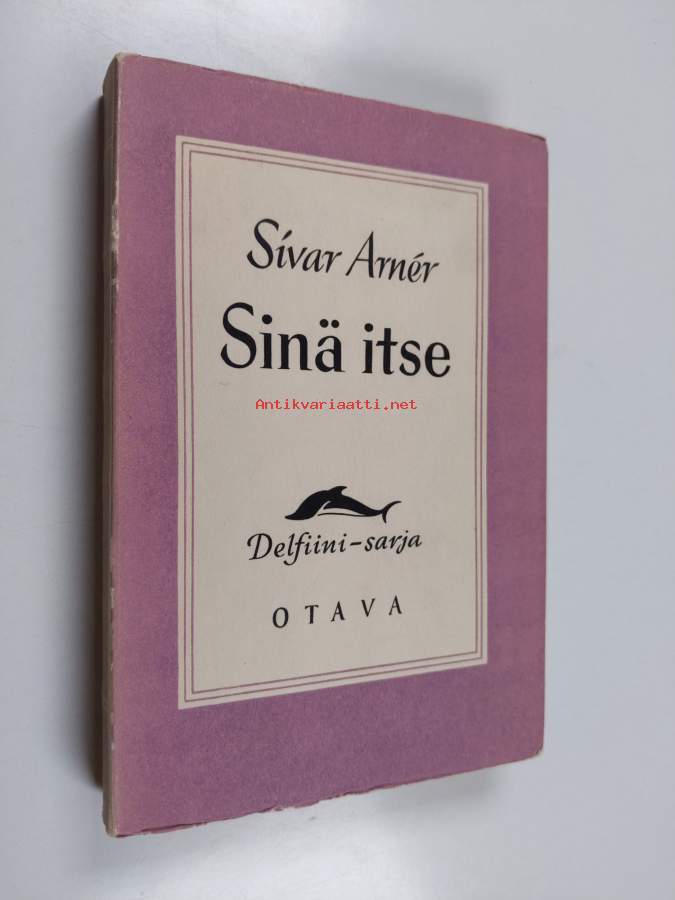 Sivar Arnér
Sinä itse
Antikvariaatti.net
Delfiini-sarja
OTAVA